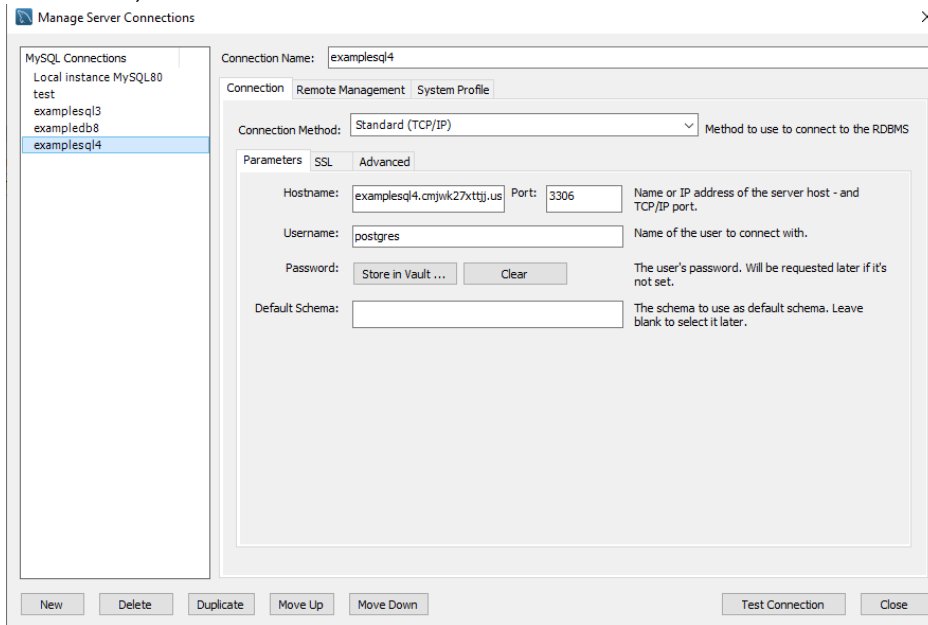 Manage Server Connections
MySQL Connections
Local instance MySQL80
test
examplesql3
exampledb8
examplesql4
Connection Name: examplesql4
Connection Remote Management System Profile
Connection Method: Standard (TCP/IP) Method to use to connect to the RDBMS
Parameters SSL Advanced
Hostname: examplesql4.cmjwk27xttjj.us Port: 3306 Name or IP address of the server host - and
TCP/IP port.
Username: postgres Name of the user to connect with.
Password: Store in Vault ... Clear The user's password. Will be requested later if it's
not set.
Default Schema: The schema to use as default schema. Leave
blank to select it later.
New Delete Duplicate Move Up Move Down Test Connection Close